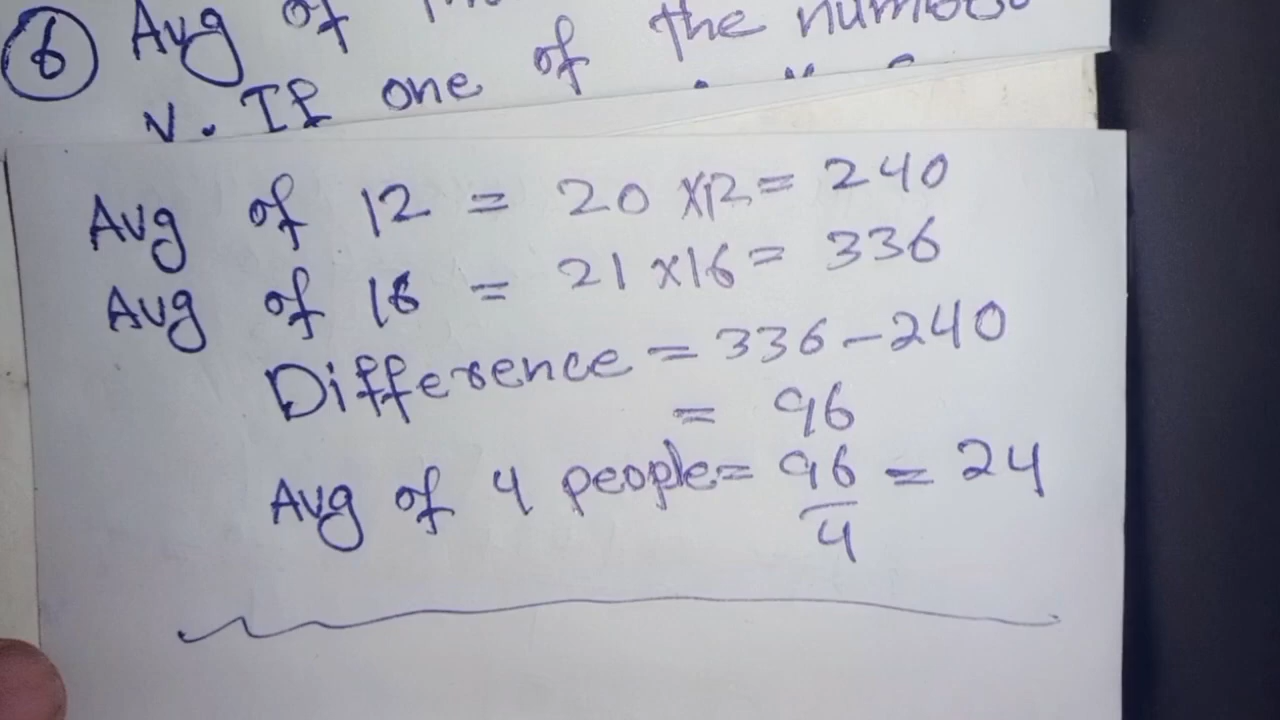 6 Avg of
V. If one of the number
Avg of 12 = 20 x12 = 240
Avg of 16 = 21 x16 = 336
Difference = 336-240
= 96
Avg of 4 people = 96/4 = 24